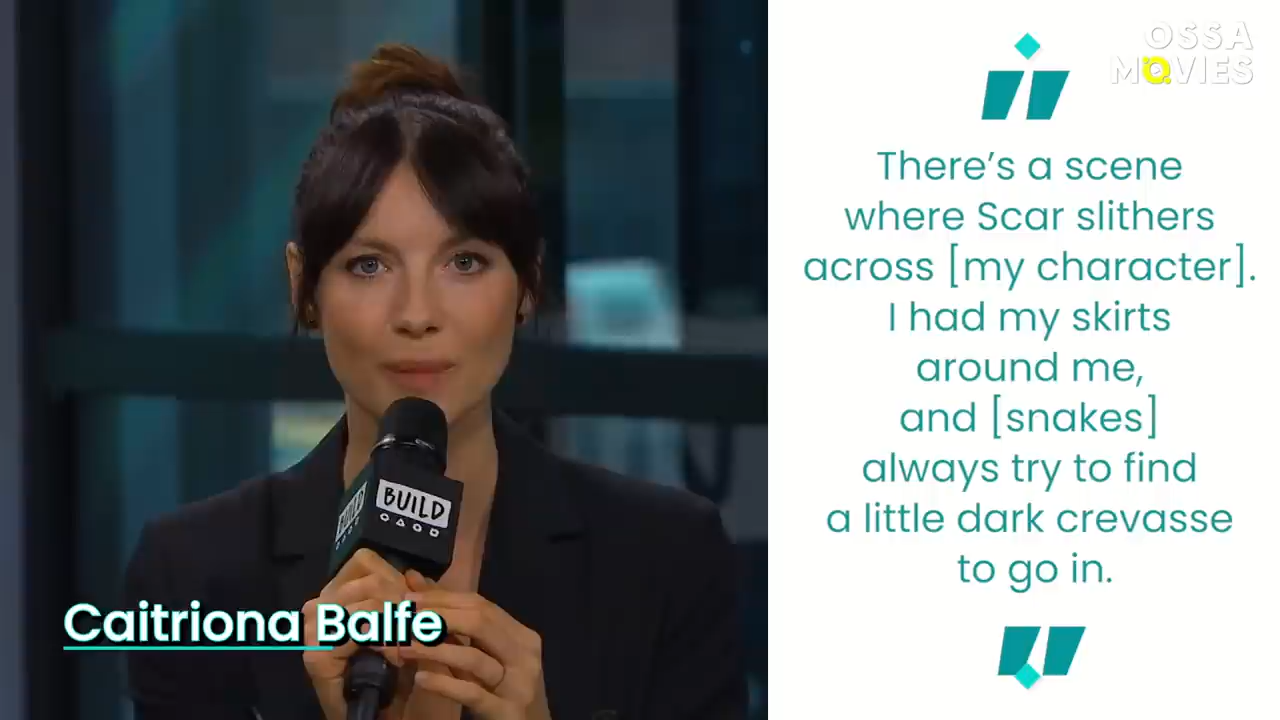 OSSA
MOVIES
There's a scene
where Scar slithers
across [my character].
I had my skirts
around me,
and [snakes]
always try to find
a little dark crevasse
to go in.
BUILD
BUILD
Caitriona Balfe